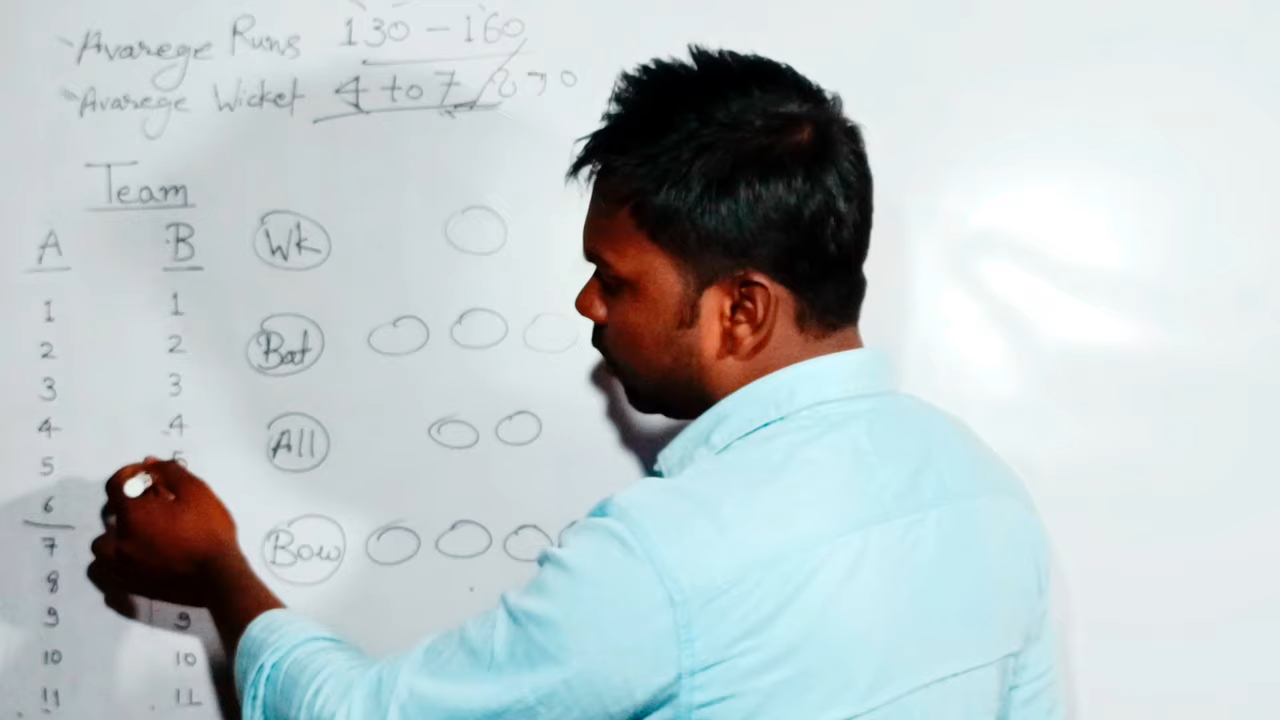 Avarege Runs 130 - 160
Avarege Wicket 4 to 7 /
Team
A B
1 1
2 2
3 3
4 4
5 5
6
7
8
9 9
10 10
11 11
Wk
Bat
All
Bow